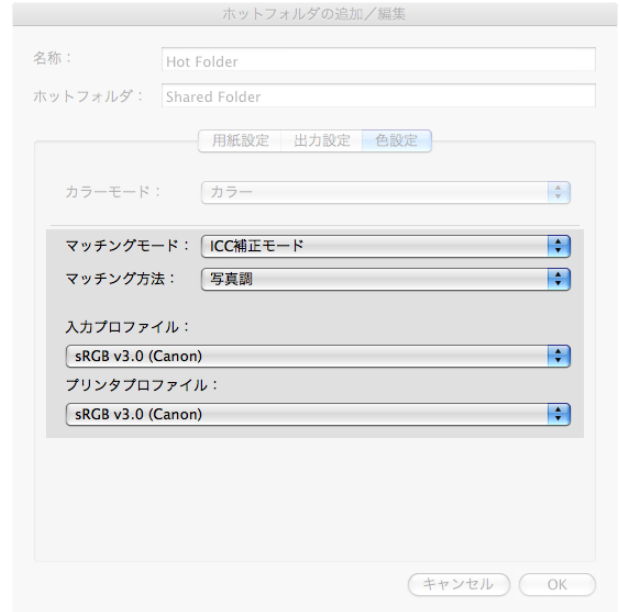 ホットフォルダの追加／編集
名称： Hot Folder
ホットフォルダ： Shared Folder
用紙設定 出力設定 色設定
カラーモード： カラー
マッチングモード： ICC補正モード
マッチング方法： 写真調
入力プロファイル：
sRGB v3.0 (Canon)
プリンタプロファイル：
sRGB v3.0 (Canon)
キャンセル OK